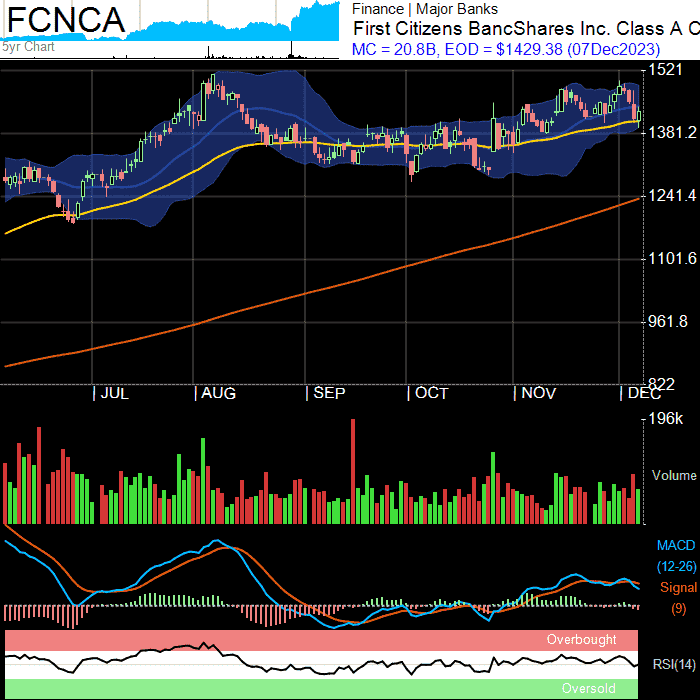 FCNCA
5yr Chart
Finance | Major Banks
First Citizens BancShares Inc. Class A C
MC = 20.8B, EOD = $1429.38 (07Dec2023)
1521
1381.2
1241.4
1101.6
961.8
822
| JUL | AUG | SEP | OCT | NOV | DEC
196k
Volume
MACD
(12-26)
Signal
(9)
Overbought
RSI(14)
Oversold